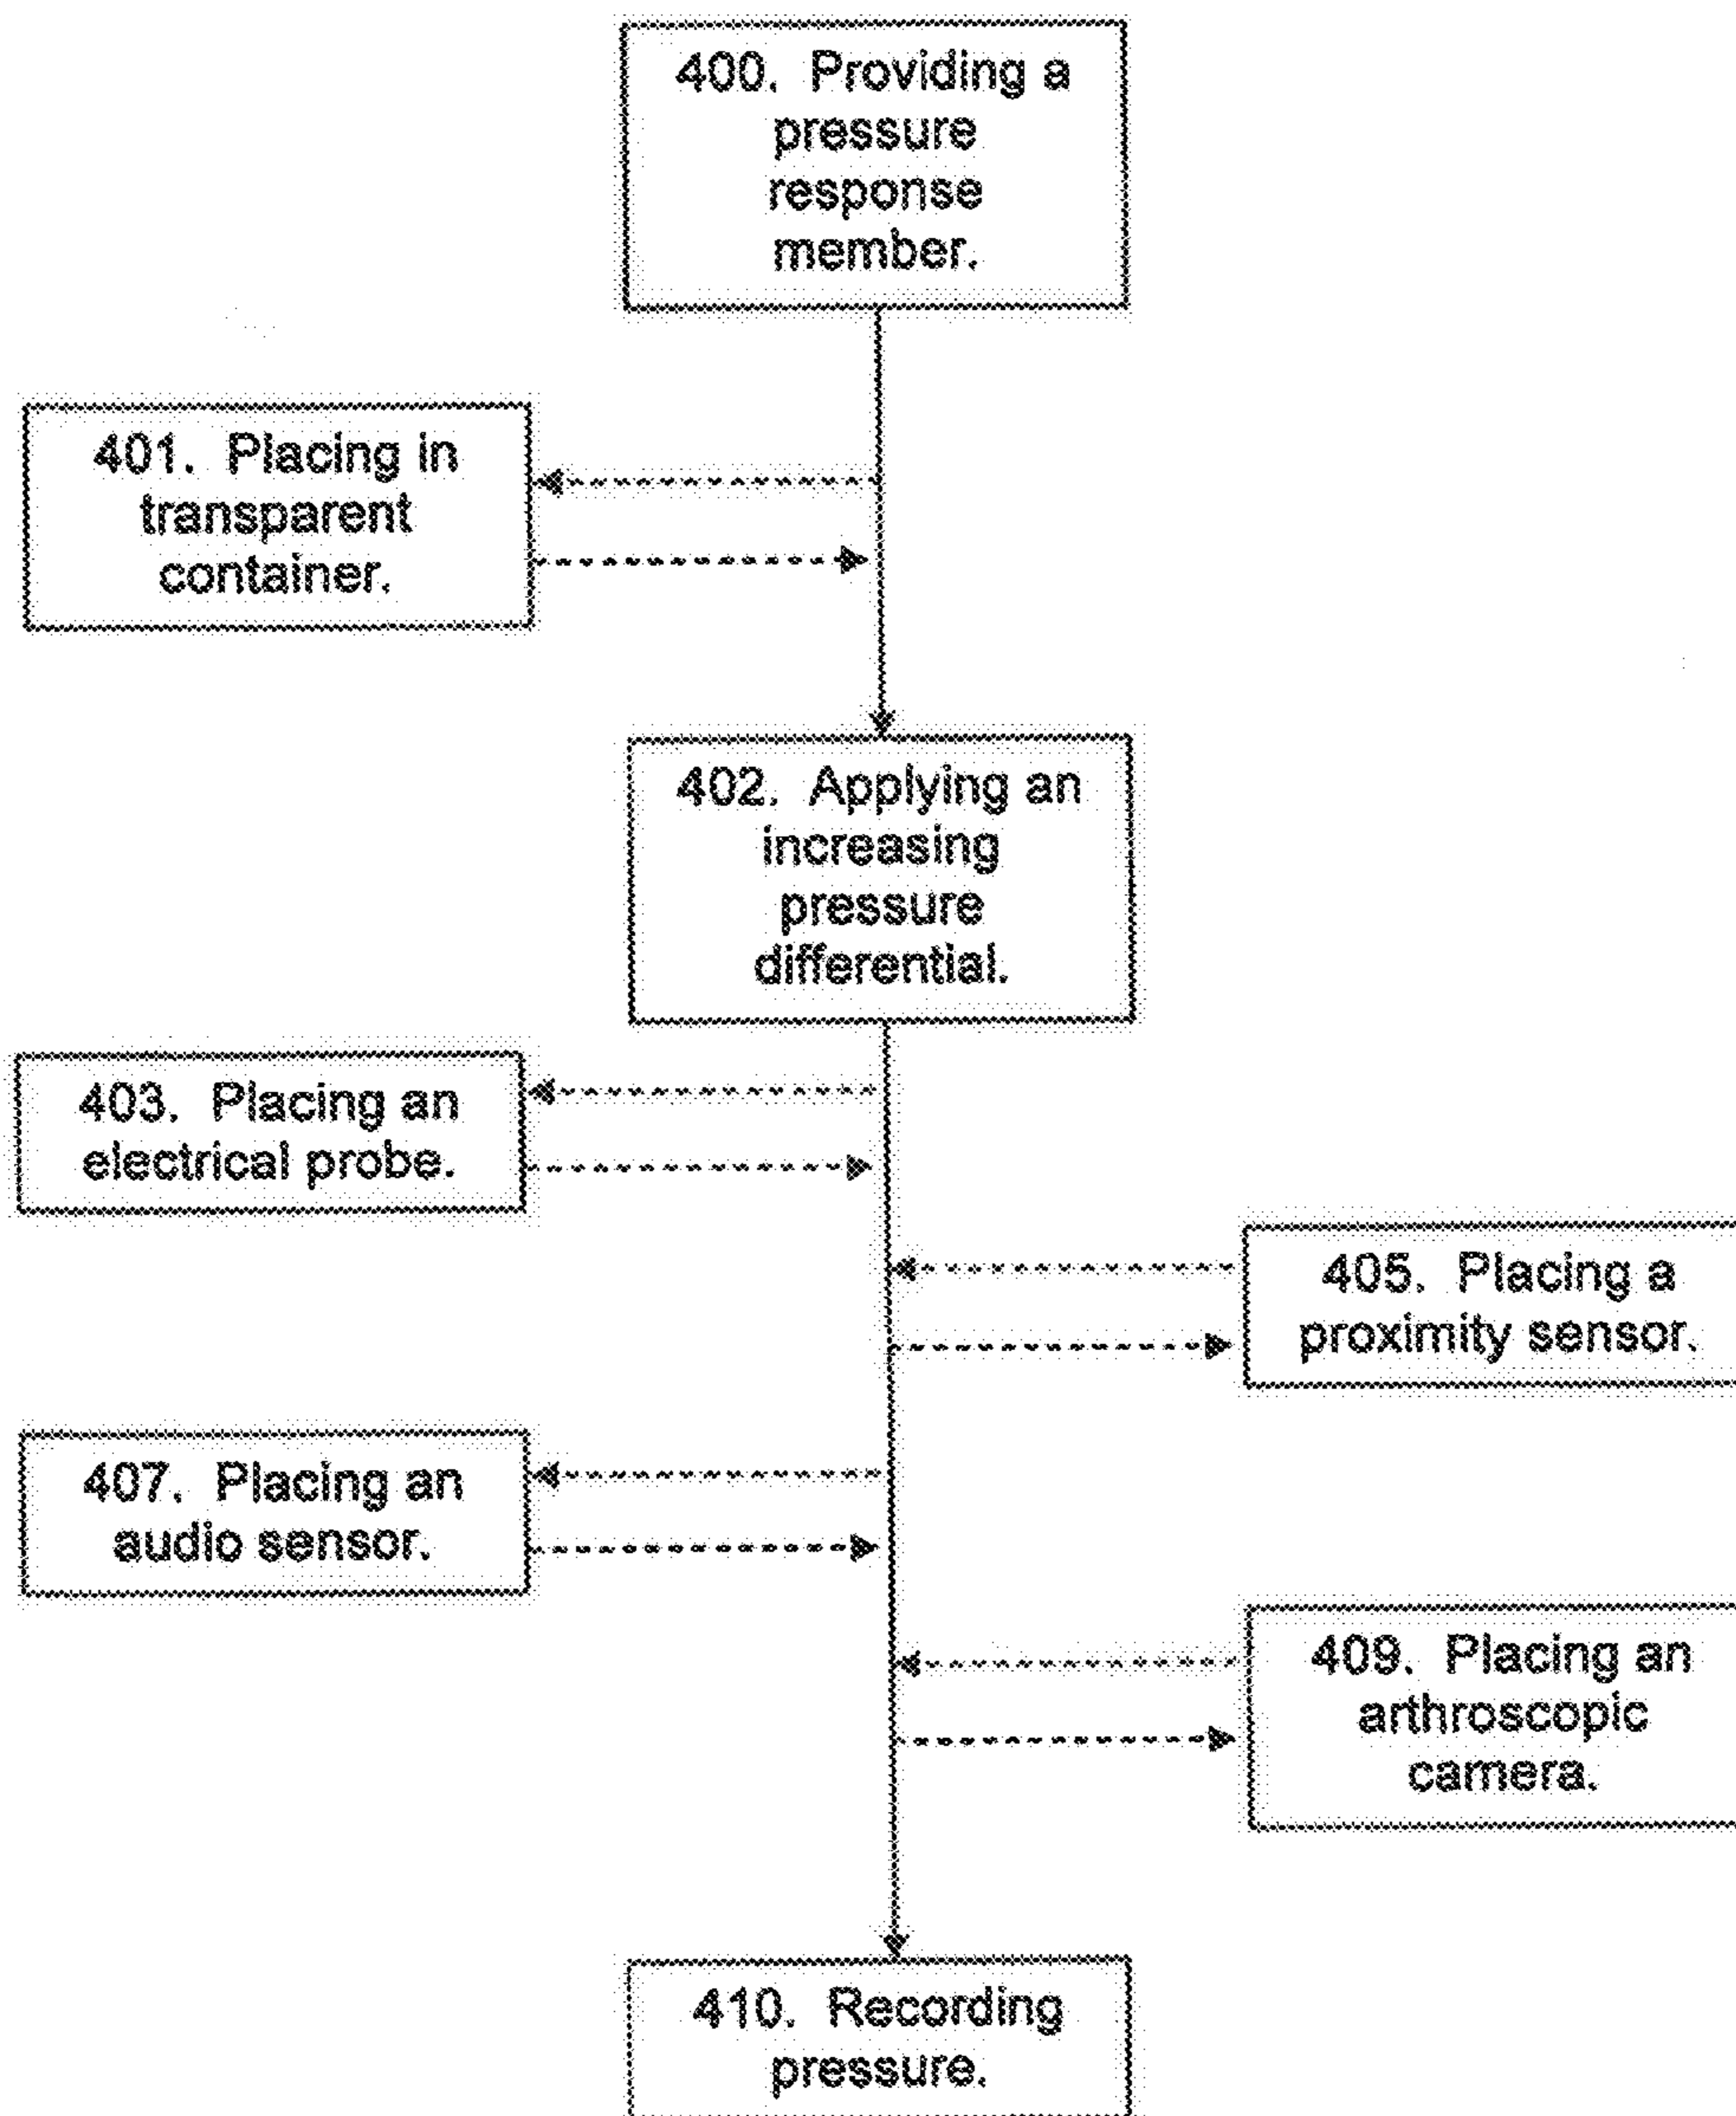 400. Providing a
pressure
response
member.
401. Placing in
transparent
container.
402. Applying an
increasing
pressure
differential.
403. Placing an
electrical probe.
405. Placing a
proximity sensor.
407. Placing an
audio sensor.
409. Placing an
arthroscopic
camera.
410. Recording
pressure.